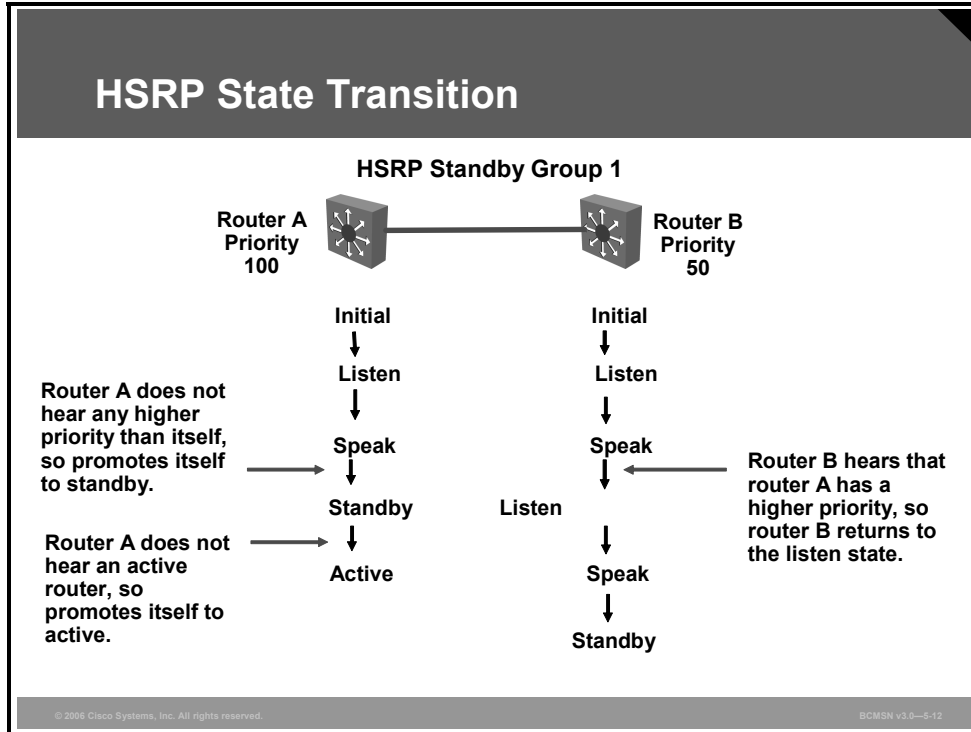 HSRP State Transition
HSRP Standby Group 1
Router A
Priority
100
Router B
Priority
50
Initial
Listen
Speak
Standby
Active
Router A does not
hear any higher
priority than itself,
so promotes itself
to standby.
Router A does not
hear an active
router, so
promotes itself to
active.
Initial
Listen
Speak
Listen
Speak
Standby
Router B hears that
router A has a
higher priority, so
router B returns to
the listen state.
© 2006 Cisco Systems, Inc. All rights reserved.
BCMSN v3.0—5-12